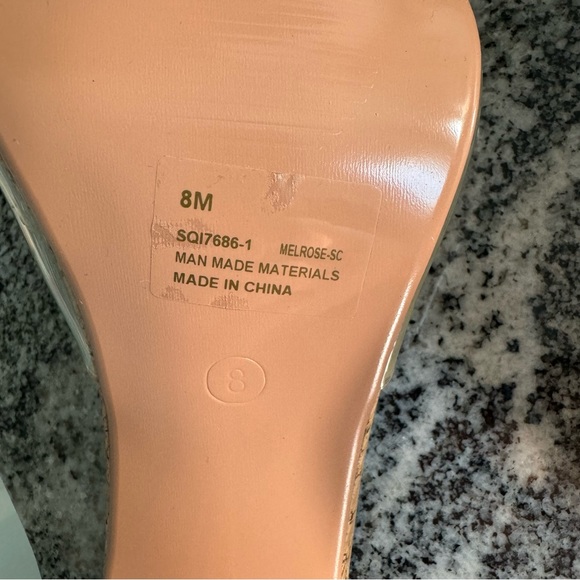 8M
SQI7686-1 MELROSE-SC
MAN MADE MATERIALS
MADE IN CHINA
8